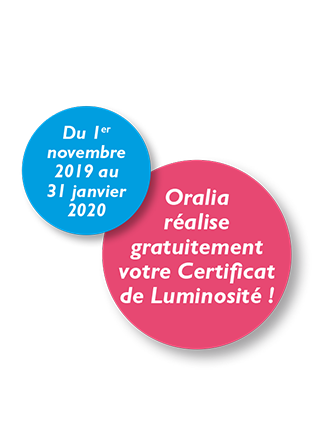 Du 1er
novembre
2019 au
31 janvier
2020
Oralia
réalise
gratuitement
votre Certificat
de Luminosité !